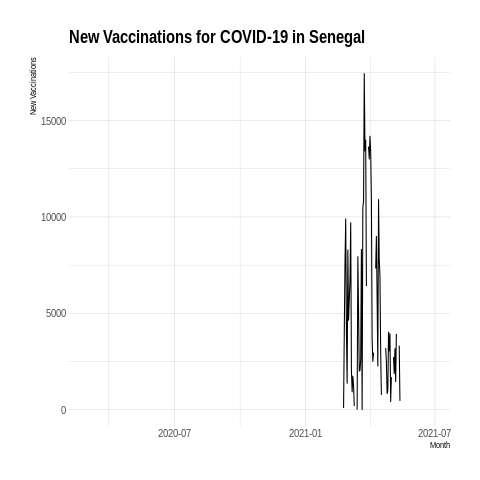 New Vaccinations for COVID-19 in Senegal
New Vaccinations
15000
10000
5000
0
2020-07 2021-01 2021-07
Month